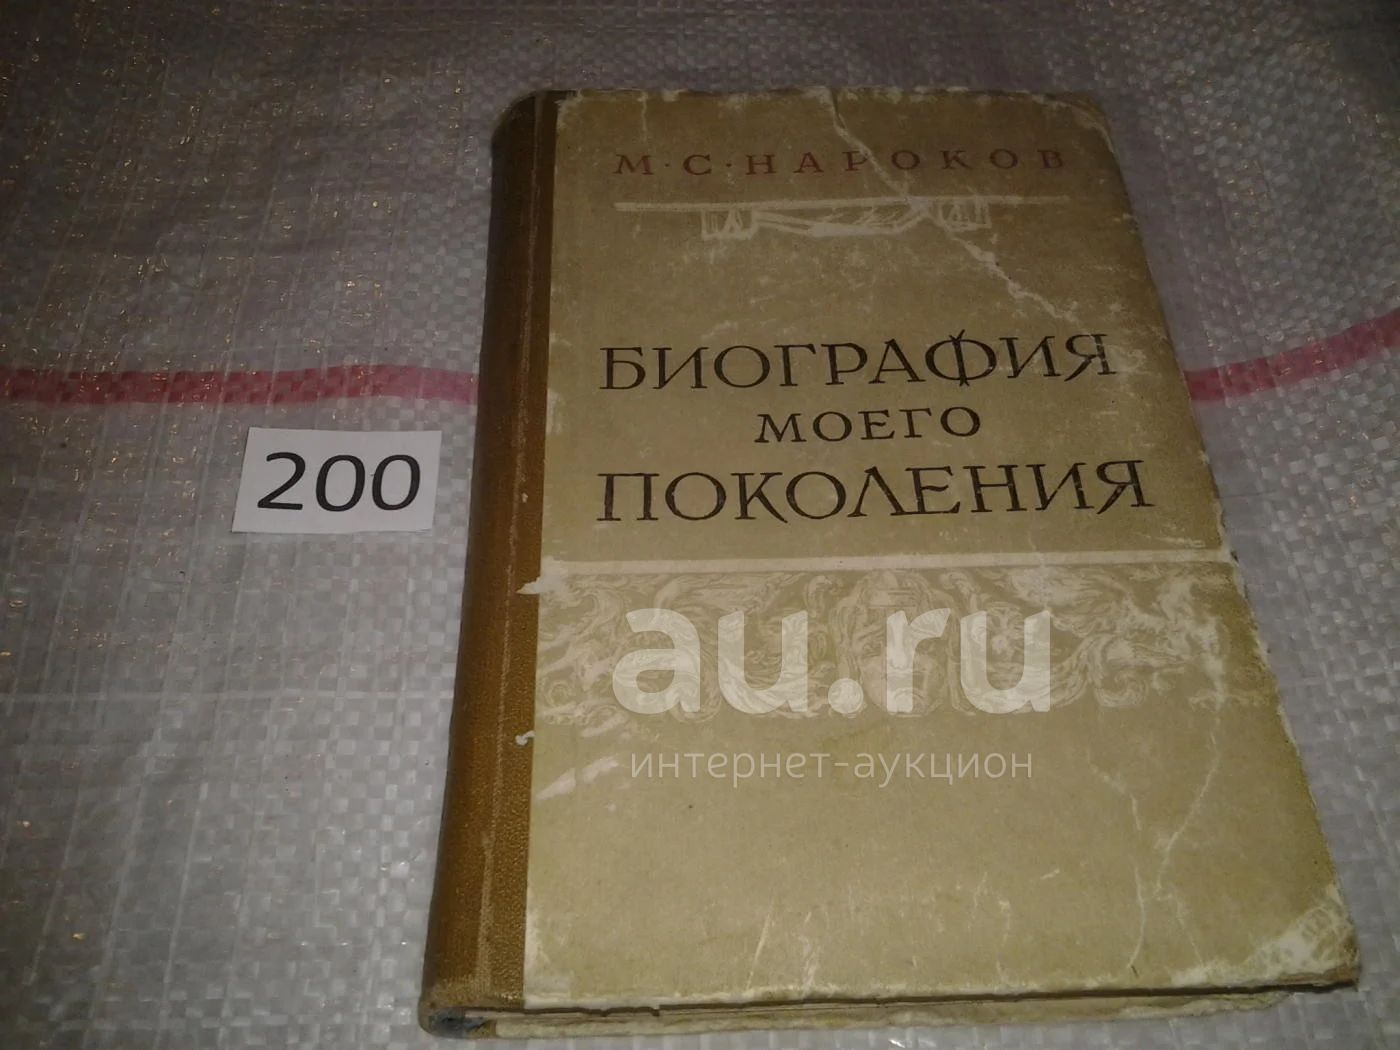 М·С·НАРОКОВ
БИОГРАФИЯ
МОЕГО
ПОКОЛЕНИЯ
200
au.ru
интернет-аукцион